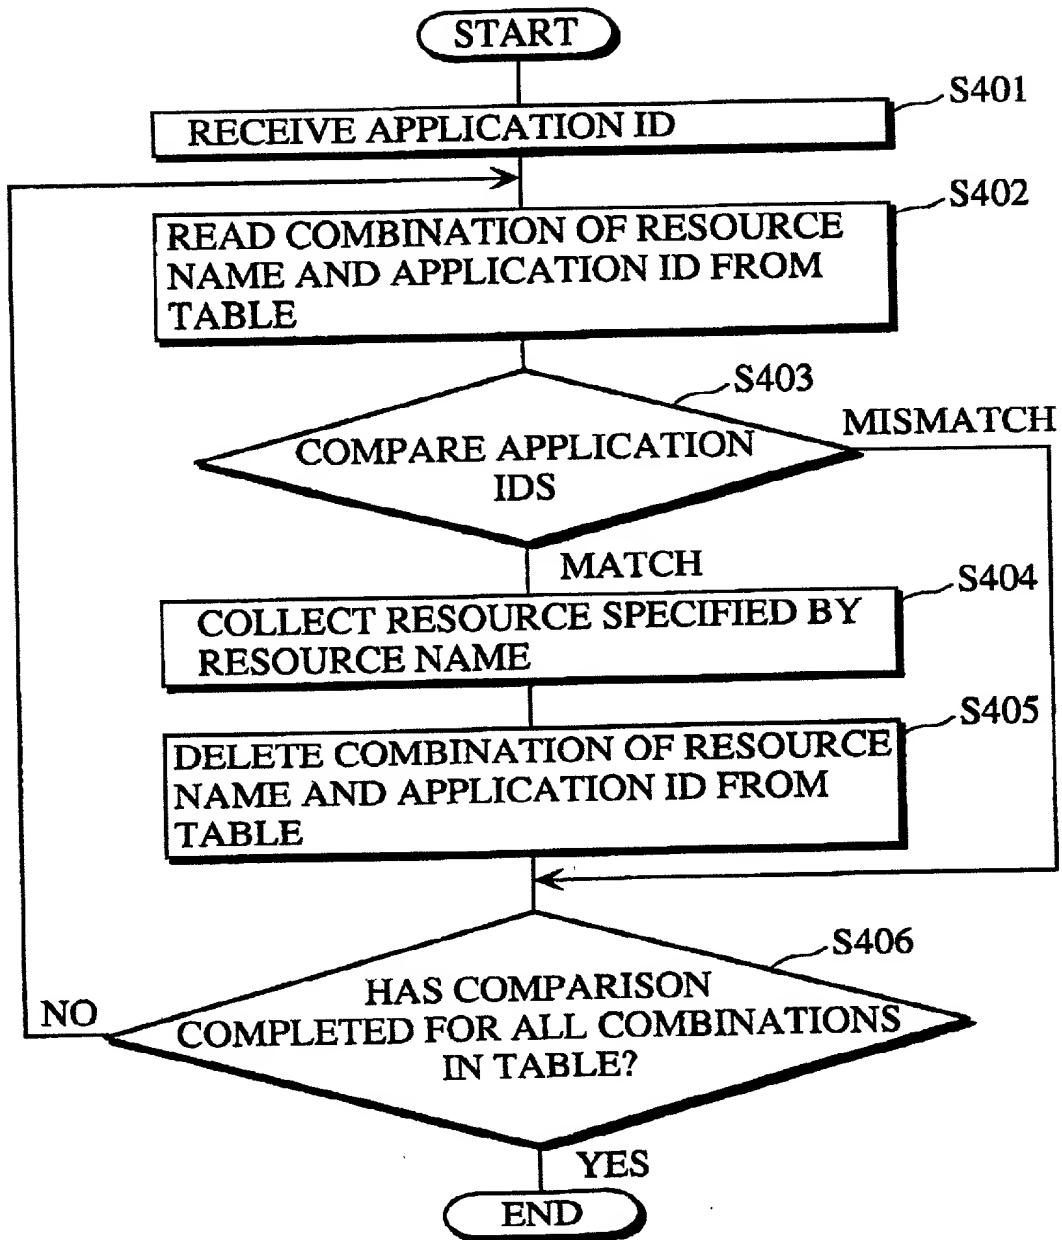 START
RECEIVE APPLICATION ID
S401
S402
READ COMBINATION OF RESOURCE
NAME AND APPLICATION ID FROM
TABLE
S403
MISMATCH
COMPARE APPLICATION
IDS
MATCH
S404
COLLECT RESOURCE SPECIFIED BY
RESOURCE NAME
S405
DELETE COMBINATION OF RESOURCE
NAME AND APPLICATION ID FROM
TABLE
S406
HAS COMPARISON
NO
COMPLETED FOR ALL COMBINATIONS
IN TABLE?
YES
END